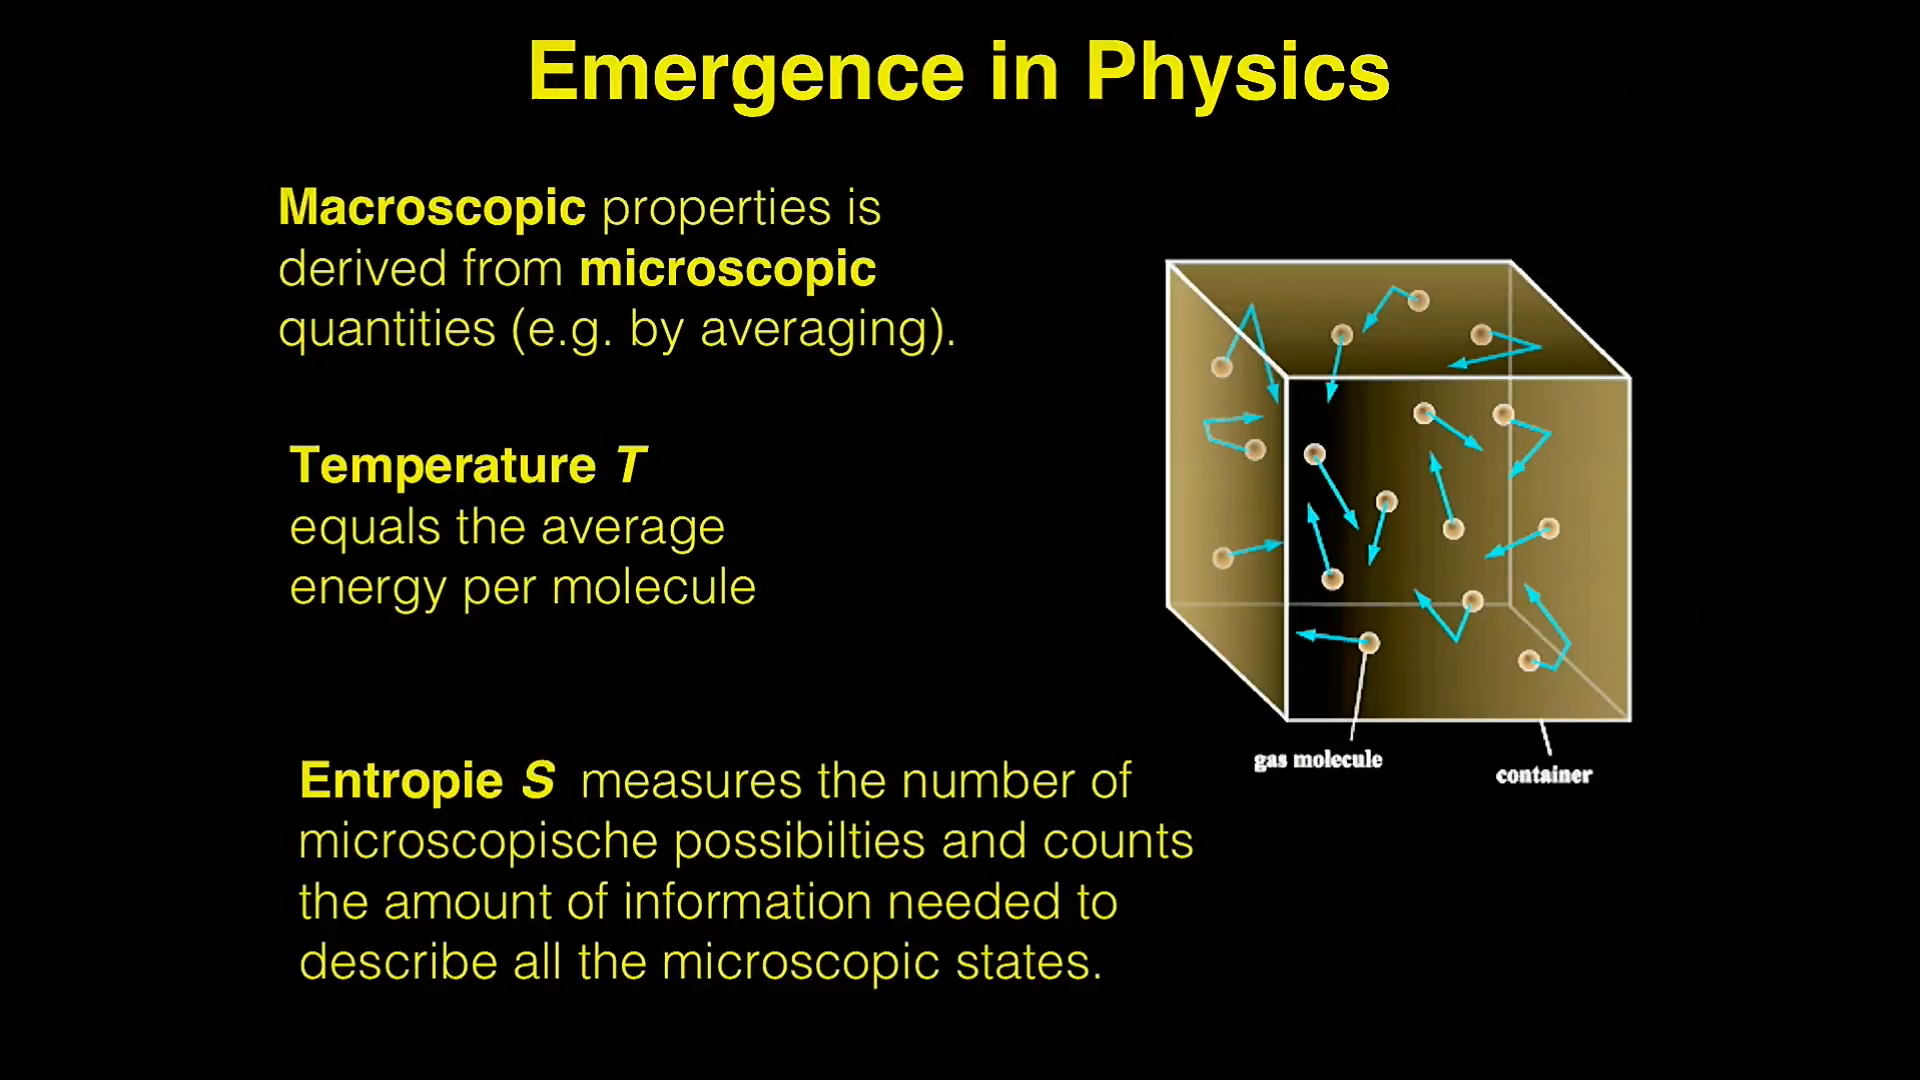 Emergence in Physics
Macroscopic properties is
derived from microscopic
quantities (e.g. by averaging).
Temperature T
equals the average
energy per molecule
Entropie S measures the number of
microscopische possibilties and counts
the amount of information needed to
describe all the microscopic states.
gas molecule
container